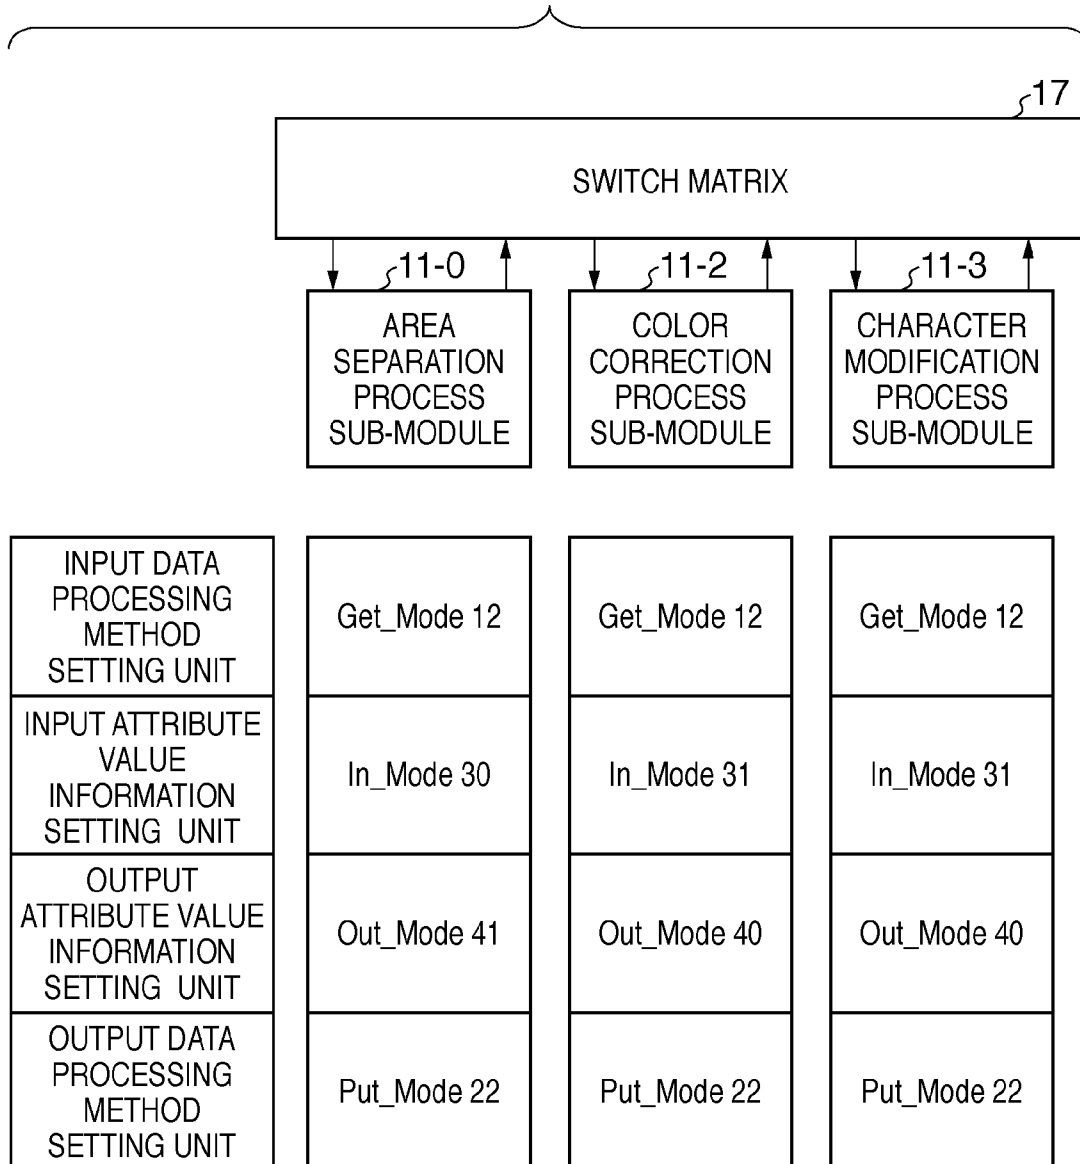 17
SWITCH MATRIX
11-0
11-2
11-3
AREA
SEPARATION
PROCESS
SUB-MODULE
COLOR
CORRECTION
PROCESS
SUB-MODULE
CHARACTER
MODIFICATION
PROCESS
SUB-MODULE
INPUT DATA
PROCESSING
METHOD
SETTING UNIT
Get_Mode 12
Get_Mode 12
Get_Mode 12
INPUT ATTRIBUTE
VALUE
INFORMATION
SETTING UNIT
In_Mode 30
In_Mode 31
In_Mode 31
OUTPUT
ATTRIBUTE VALUE
INFORMATION
SETTING UNIT
Out_Mode 41
Out_Mode 40
Out_Mode 40
OUTPUT DATA
PROCESSING
METHOD
SETTING UNIT
Put_Mode 22
Put_Mode 22
Put_Mode 22